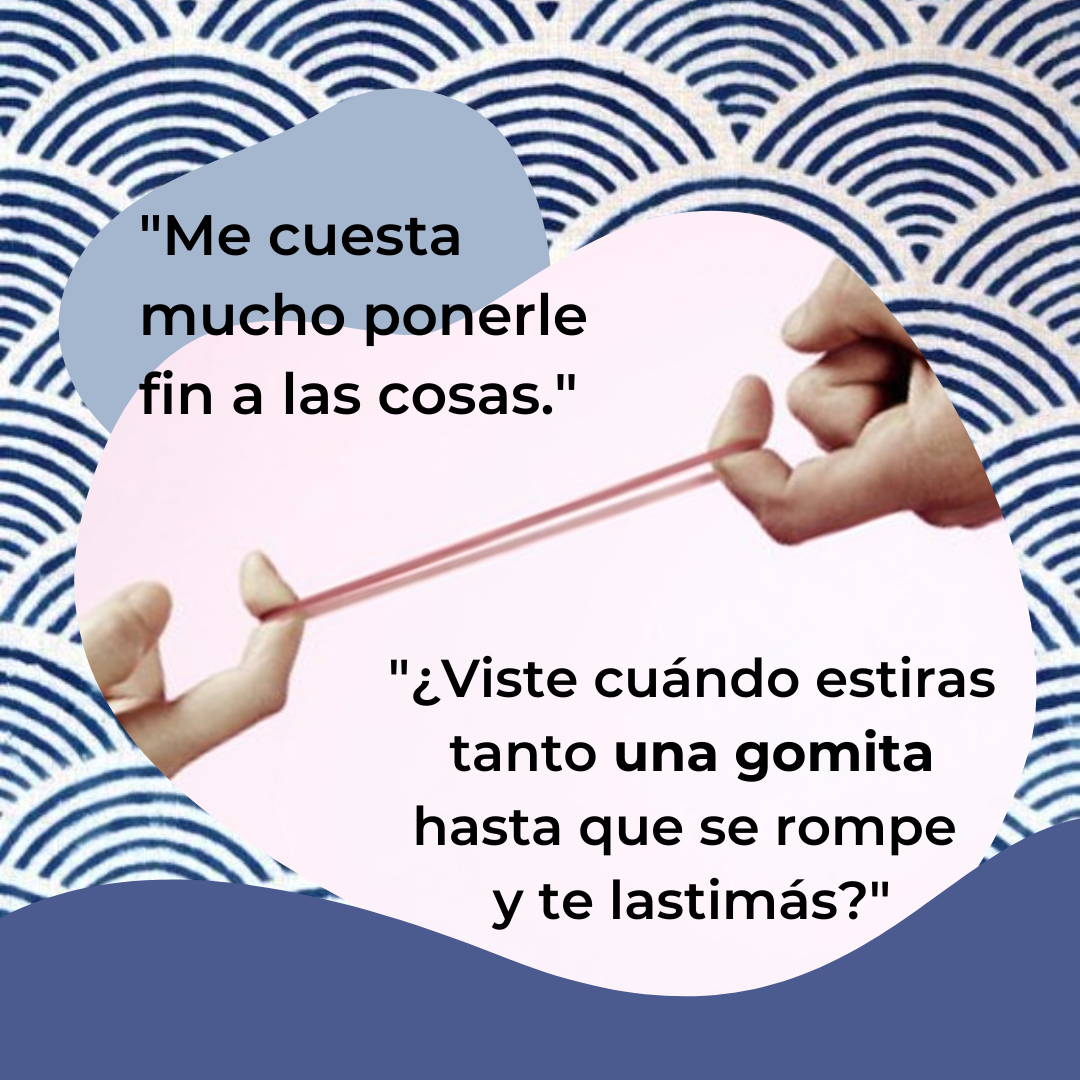 "Me cuesta
mucho ponerle
fin a las cosas."
"¿Viste cuándo estiras
tanto una gomita
hasta que se rompe
y te lastimás?"